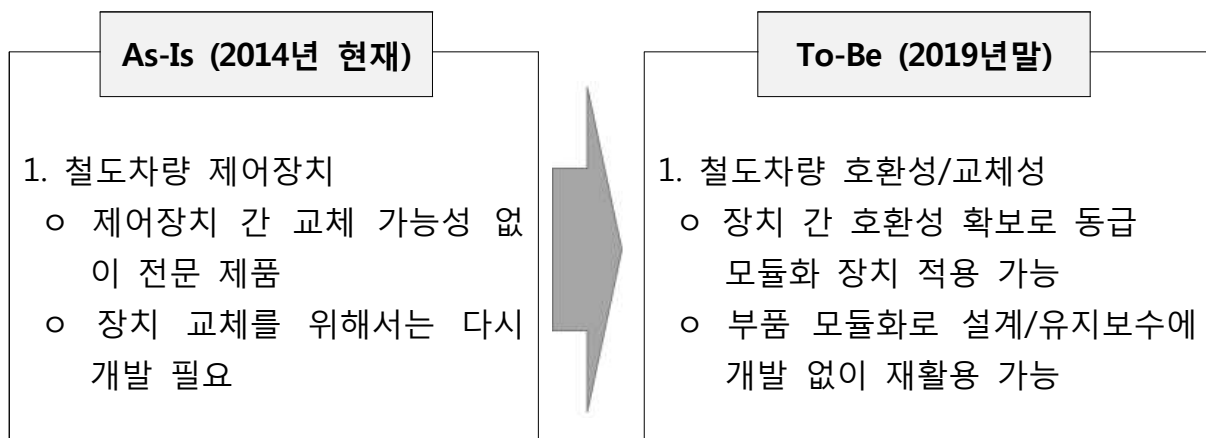 As-Is (2014년 현재)
1. 철도차량 제어장치
ㅇ 제어장치 간 교체 가능성 없
이 전문 제품
ㅇ 장치 교체를 위해서는 다시
개발 필요
To-Be (2019년말)
1. 철도차량 호환성/교체성
ㅇ 장치 간 호환성 확보로 동급
모듈화 장치 적용 가능
ㅇ 부품 모듈화로 설계/유지보수에
개발 없이 재활용 가능